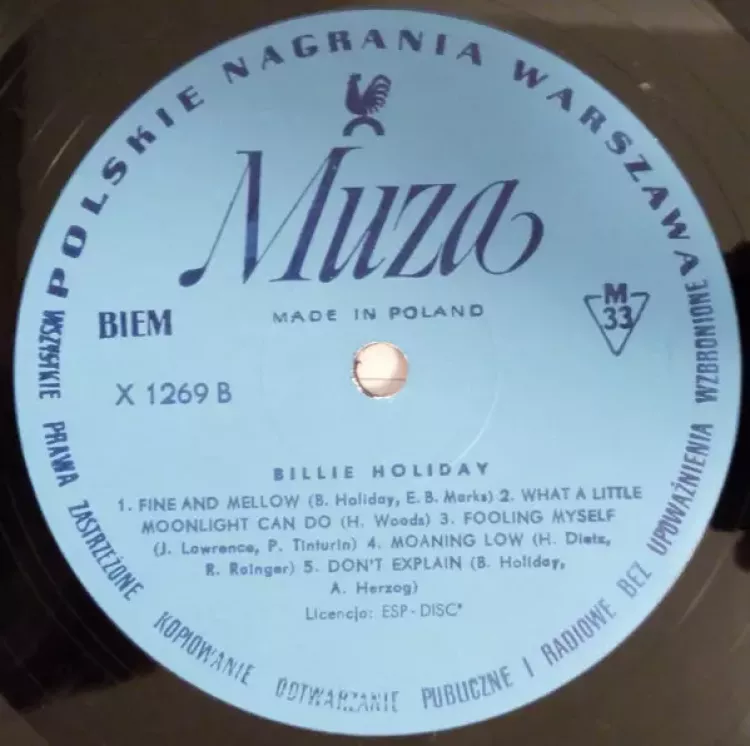 POLSKIE NAGRANIA WARSZAWA
Muza
MADE IN POLAND
BIEM
M
33
X 1269 B
BILLIE HOLIDAY
1. FINE AND MELLOW (B. Holiday, E. B. Marks) 2. WHAT A LITTLE
MOONLIGHT CAN DO (H. Woods) 3. FOOLING MYSELF
(J. Lawrence, P. Tinturin) 4. MOANING LOW (H. Dietz,
R. Rainger) 5. DON'T EXPLAIN (B. Holiday,
A. Herzog)
Licencja: ESP-DISC'
WSZYSTKIE PRAWA ZASTRZEŻONE KOPIOWANIE ODTWARZANIE PUBLICZNE I RADIOWE BEZ UPOWAŻNIENIA WZBRONIONE